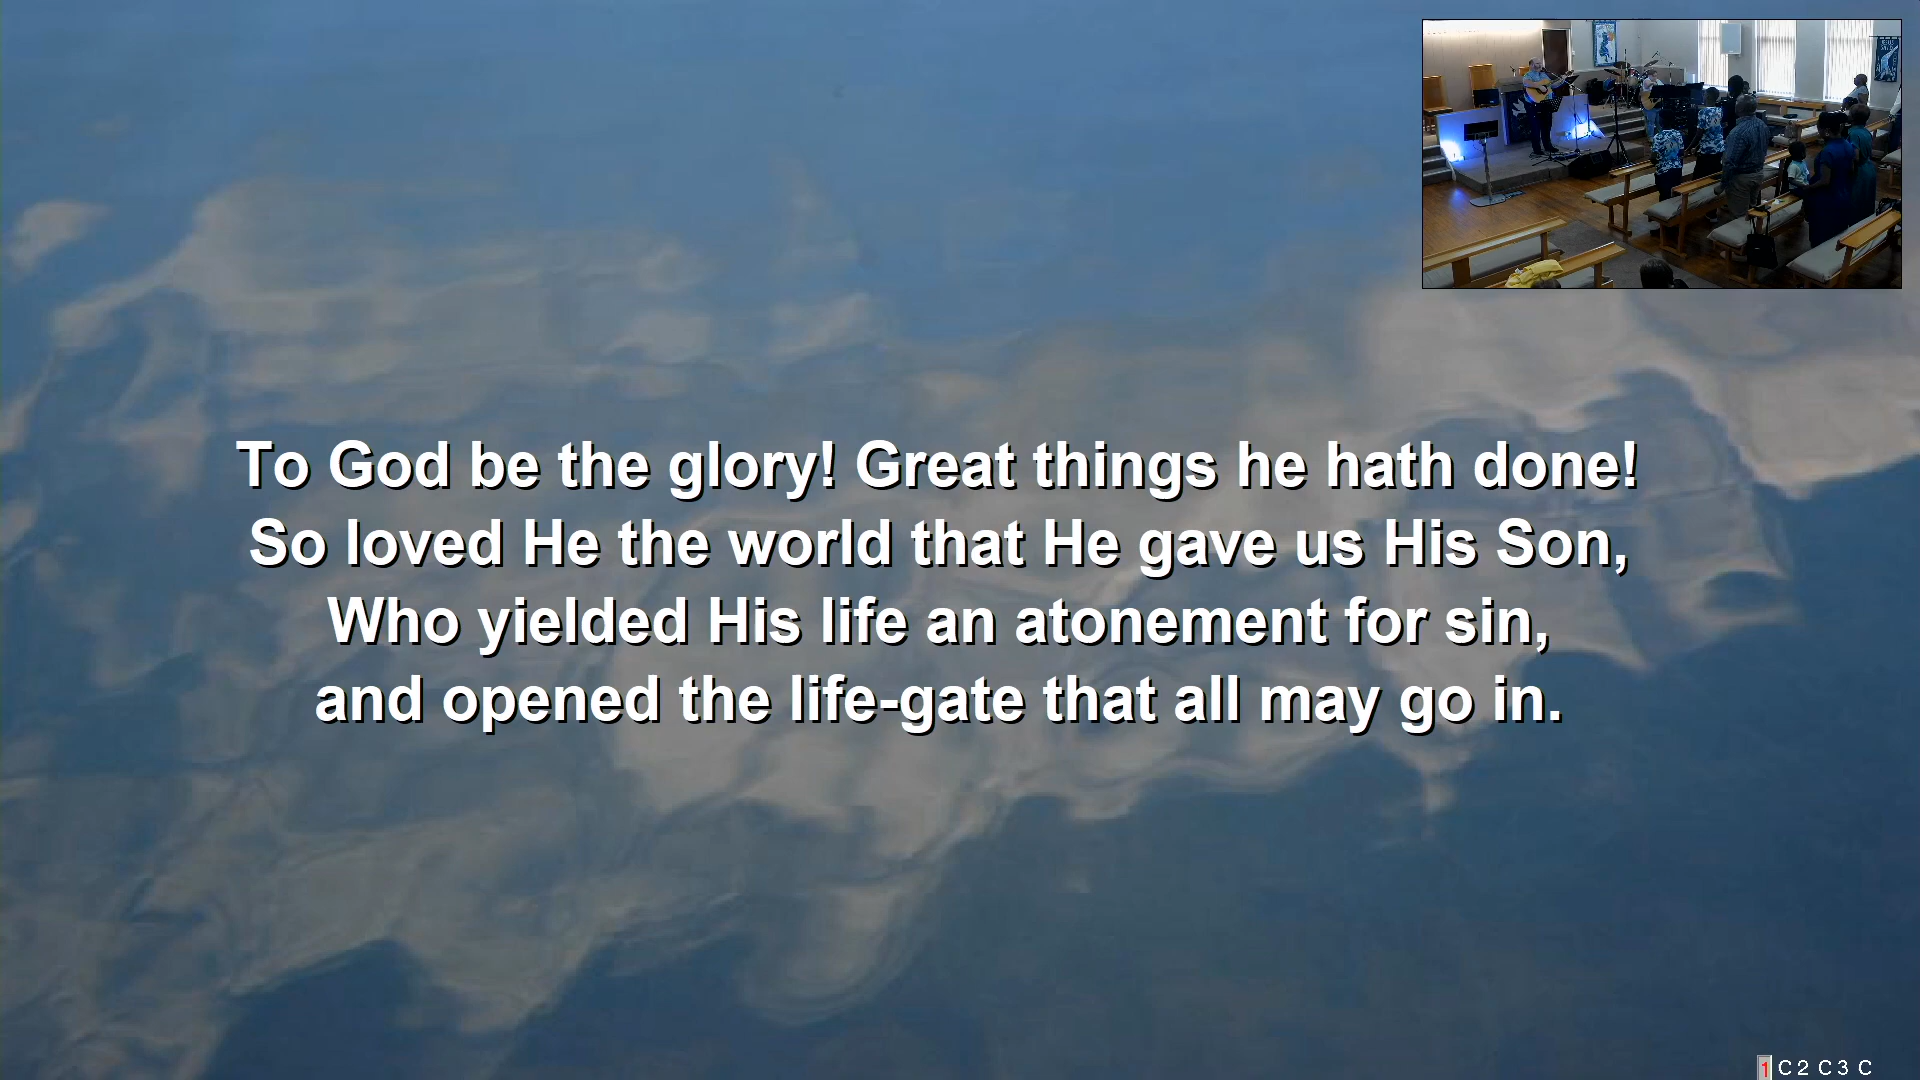 To God be the glory! Great things he hath done!
So loved He the world that He gave us His Son,
Who yielded His life an atonement for sin,
and opened the life-gate that all may go in.
1 C 2 C 3 C